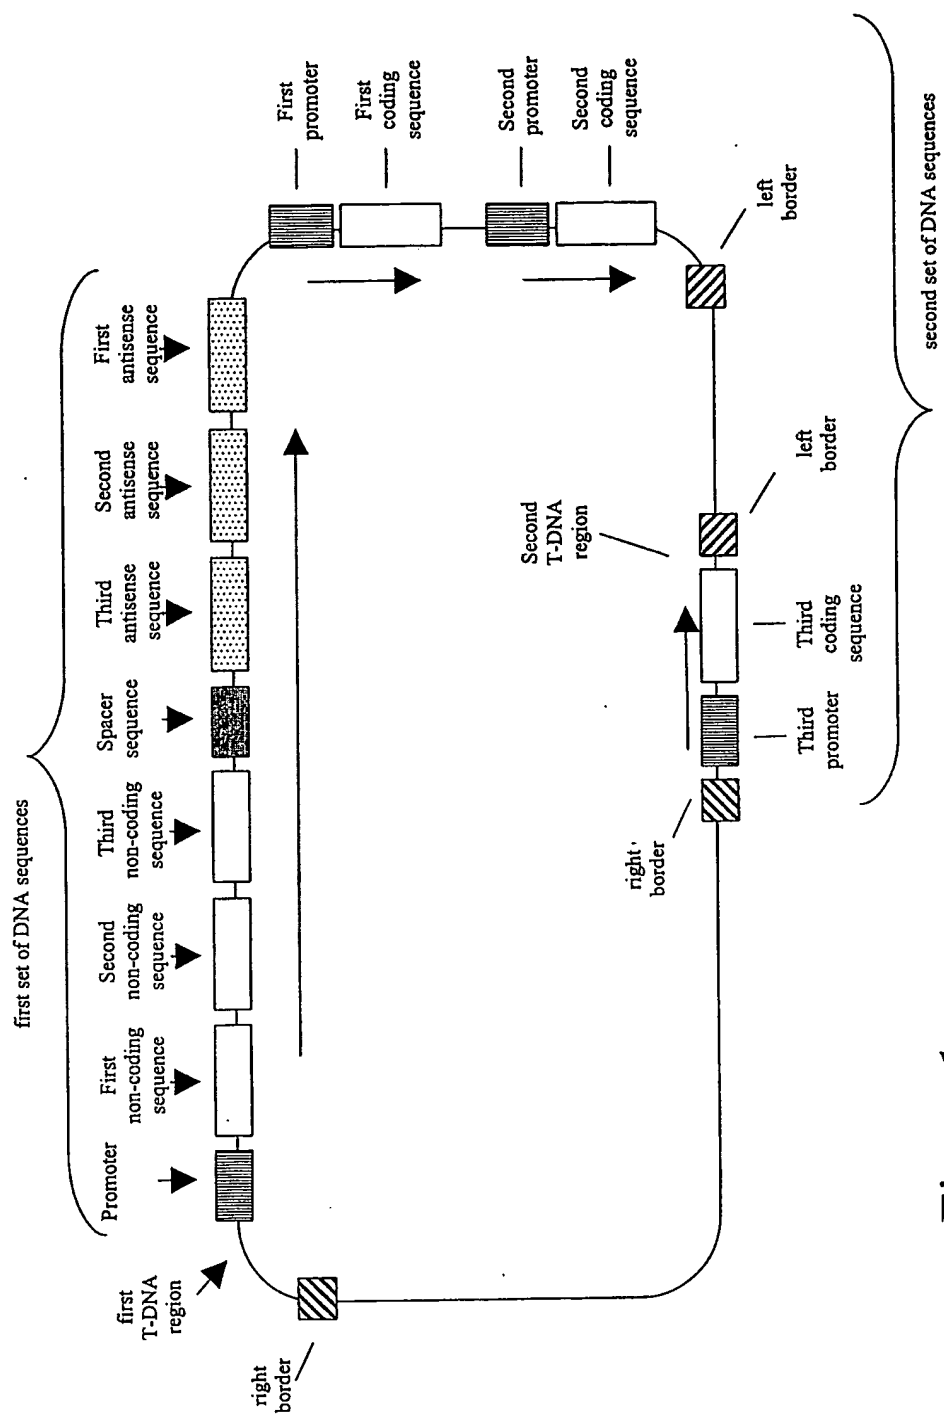 first set of DNA sequences
Promoter
First
non-coding
sequence
Second
non-coding
sequence
Third
non-coding
sequence
Spacer
sequence
Third
antisense
sequence
Second
antisense
sequence
First
antisense
sequence
first
T-DNA
region
right
border
First
promoter
First
coding
sequence
Second
promoter
Second
coding
sequence
left
border
Second
T-DNA
region
left
border
right
border
Third
promoter
Third
coding
sequence
second set of DNA sequences